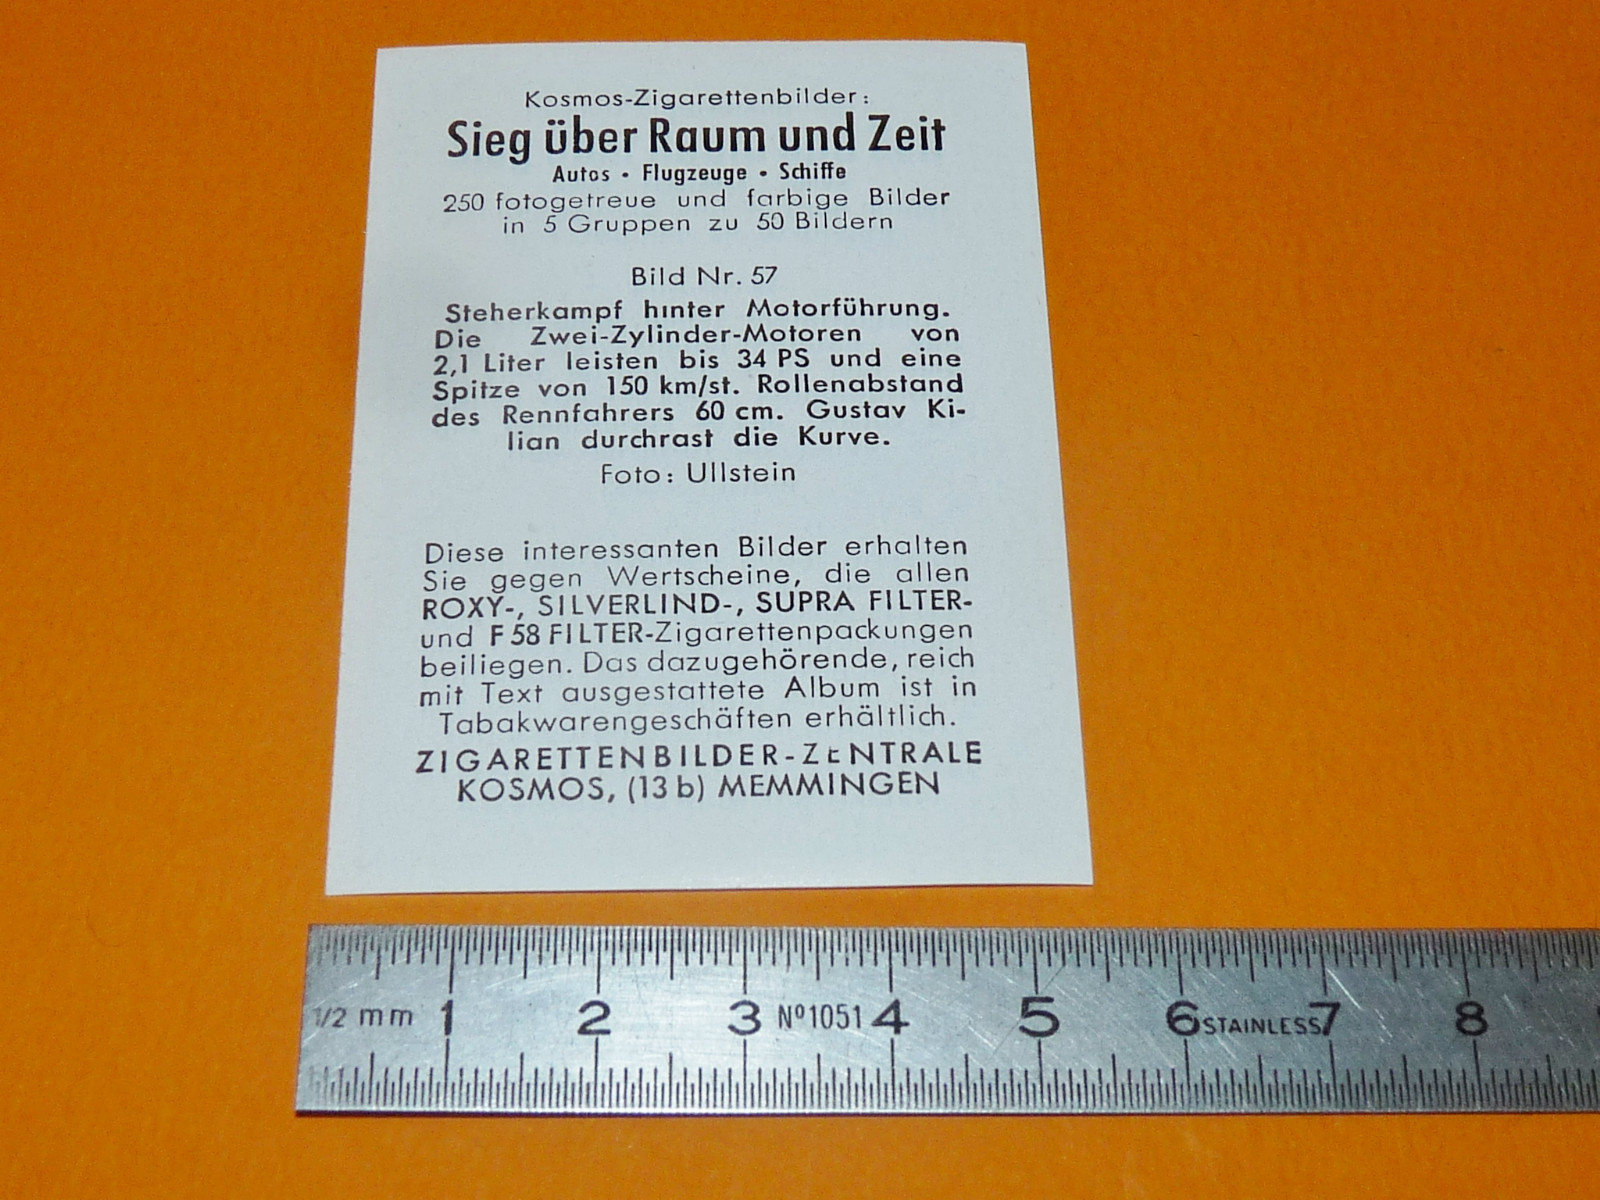 Kosmos-Zigarettenbilder:
Sieg über Raum und Zeit
Autos • Flugzeuge • Schiffe
250 fotogetreue und farbige Bilder
in 5 Gruppen zu 50 Bildern
Bild Nr. 57
Steherkampf hinter Motorführung.
Die Zwei-Zylinder-Motoren von
2,1 Liter leisten bis 34 PS und eine
Spitze von 150 km/st. Rollenabstand
des Rennfahrers 60 cm. Gustav Ki-
lian durchrast die Kurve.
Foto: Ullstein
Diese interessanten Bilder erhalten
Sie gegen Wertscheine, die allen
ROXY-, SILVERLIND-, SUPRA FILTER-
und F 58 FILTER-Zigarettenpackungen
beiliegen. Das dazugehörende, reich
mit Text ausgestattete Album ist in
Tabakwarengeschäften erhältlich.
ZIGARETTENBILDER-ZENTRALE
KOSMOS, (13 b) MEMMINGEN
1/2 mm 1 2 3 Nº1051 4 5 6 STAINLESS 7 8